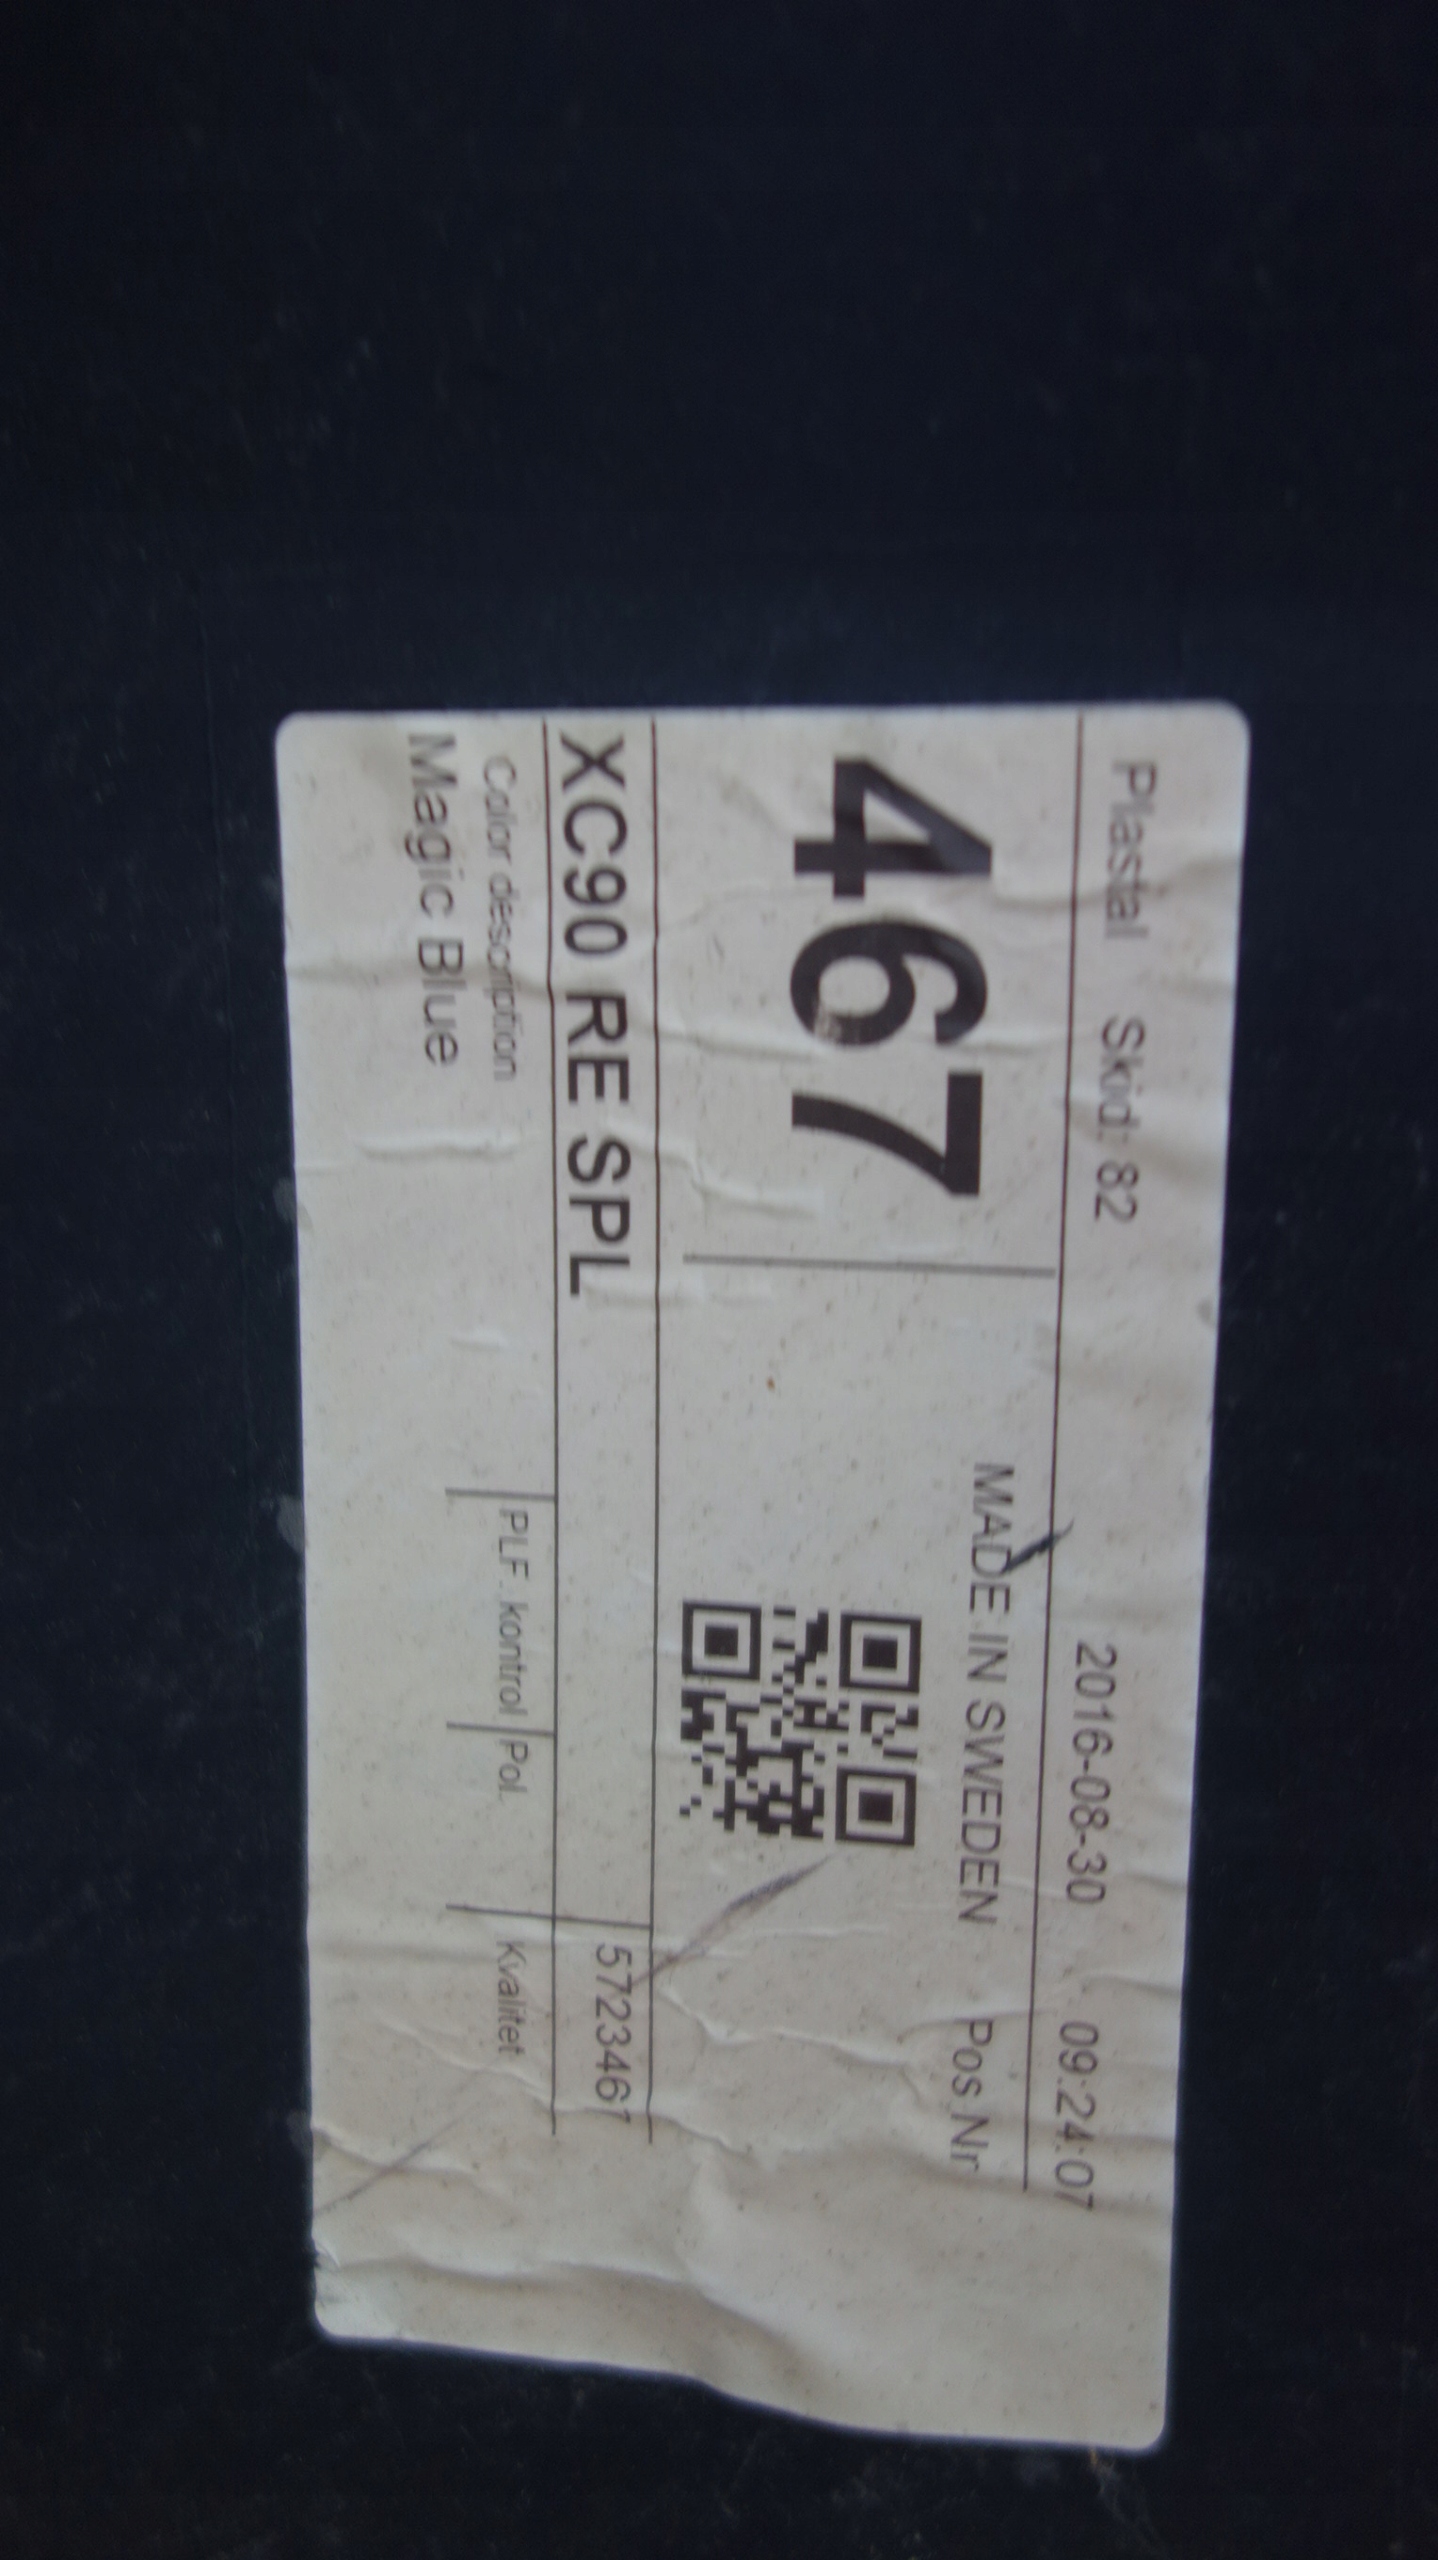 Plastal Skid: 82 2016-08-30 09:24:07
467 MADE IN SWEDEN Pos.Nr
XC90 RE SPL 5723461
Color description PLF. kontrol Pol. Kvalitet
Magic Blue